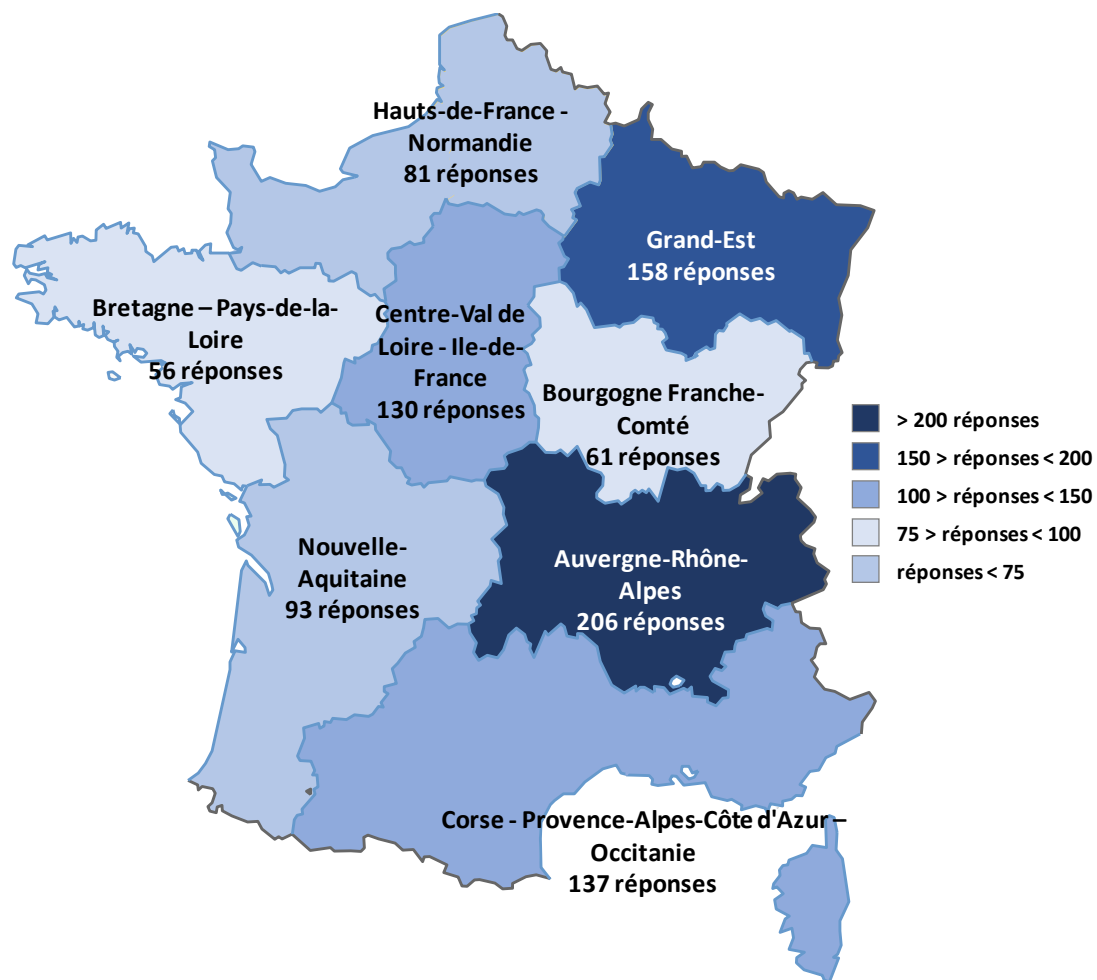 Hauts-de-France -
Normandie
81 réponses
Grand-Est
158 réponses
Bretagne – Pays-de-la-
Loire
56 réponses
Centre-Val de
Loire - Ile-de-
France
130 réponses
Bourgogne Franche-
Comté
61 réponses
Nouvelle-
Aquitaine
93 réponses
Auvergne-Rhône-
Alpes
206 réponses
Corse - Provence-Alpes-Côte d'Azur –
Occitanie
137 réponses
> 200 réponses
150 > réponses < 200
100 > réponses < 150
75 > réponses < 100
réponses < 75